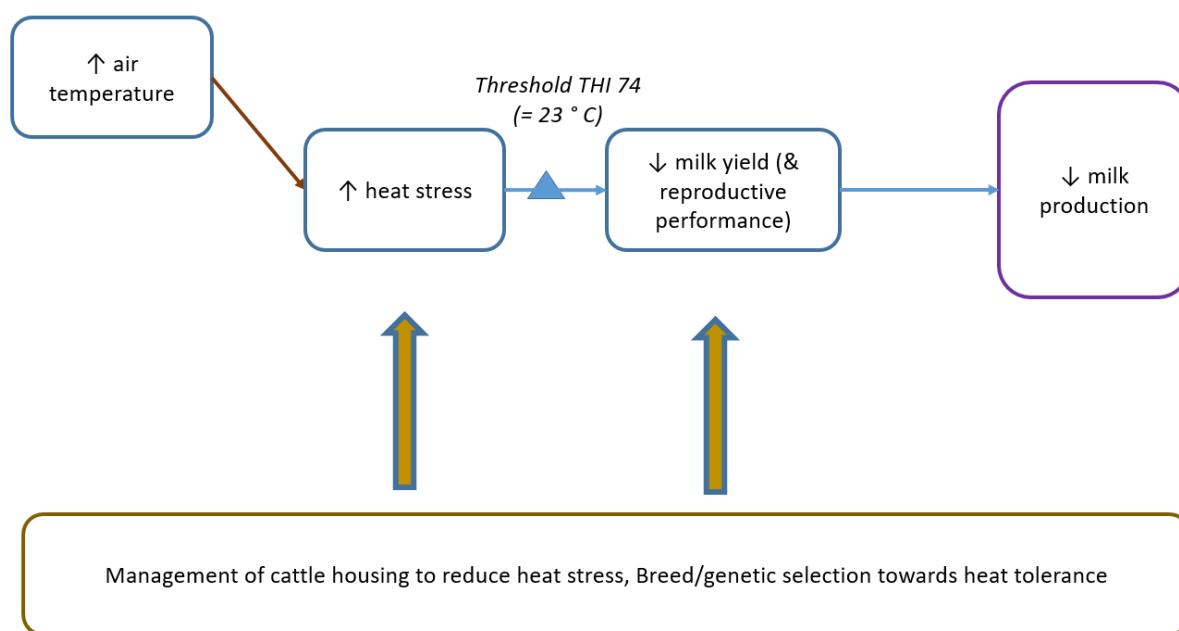 ↑ air
temperature
Threshold THI 74
(= 23 ˚ C)
↑ heat stress
↓ milk yield (&
reproductive
performance)
↓ milk
production
Management of cattle housing to reduce heat stress, Breed/genetic selection towards heat tolerance